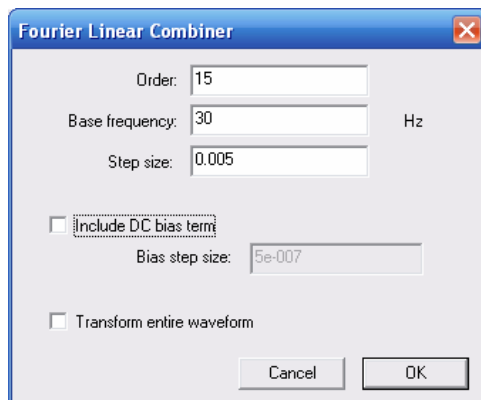 Fourier Linear Combiner
Order: 15
Base frequency: 30 Hz
Step size: 0.005
Include DC bias term
Bias step size: 5e-007
Transform entire waveform
Cancel OK